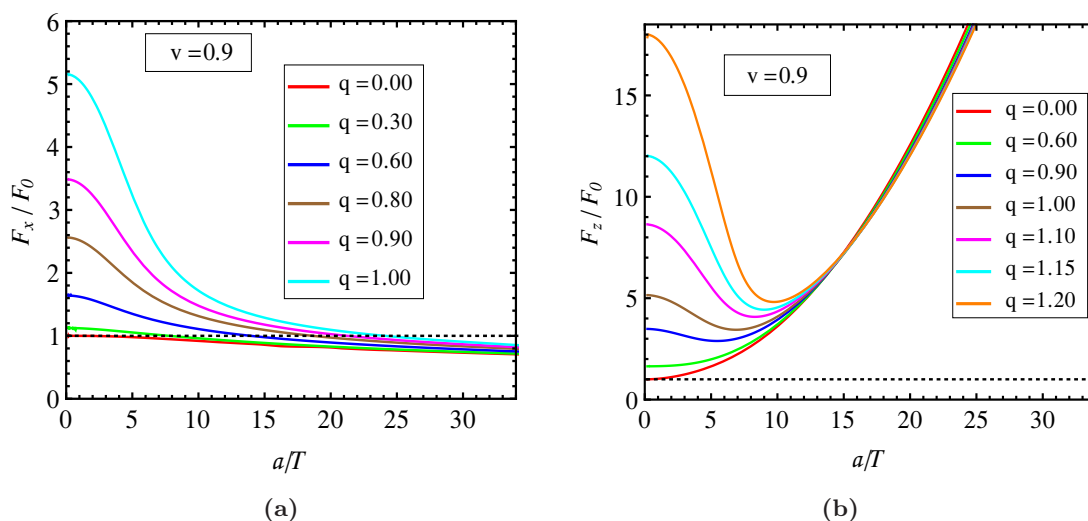 v = 0.9
q = 0.00
q = 0.30
q = 0.60
q = 0.80
q = 0.90
q = 1.00
F_x / F_0
0 1 2 3 4 5 6
0 5 10 15 20 25 30
a/T
(a)
v = 0.9
q = 0.00
q = 0.60
q = 0.90
q = 1.00
q = 1.10
q = 1.15
q = 1.20
F_z / F_0
0 5 10 15
0 5 10 15 20 25 30
a/T
(b)